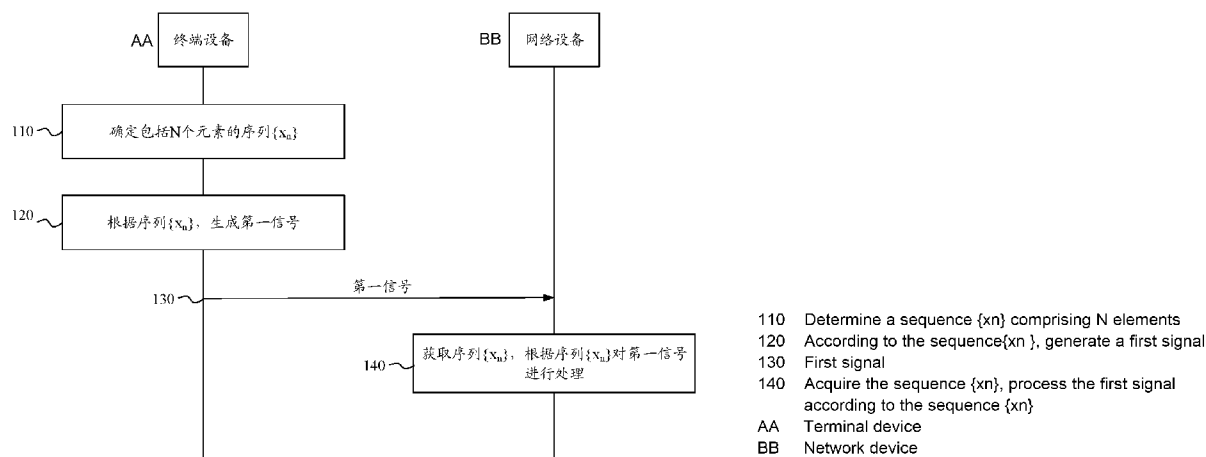 AA
终端设备
BB
网络设备
110
确定包括N个元素的序列{xn}
120
根据序列{xn}，生成第一信号
第一信号
130
140
获取序列{xn}，根据序列{xn}对第一信号
进行处理
110 Determine a sequence {xn} comprising N elements
120 According to the sequence{xn }, generate a first signal
130 First signal
140 Acquire the sequence {xn}, process the first signal
according to the sequence {xn}
AA Terminal device
BB Network device